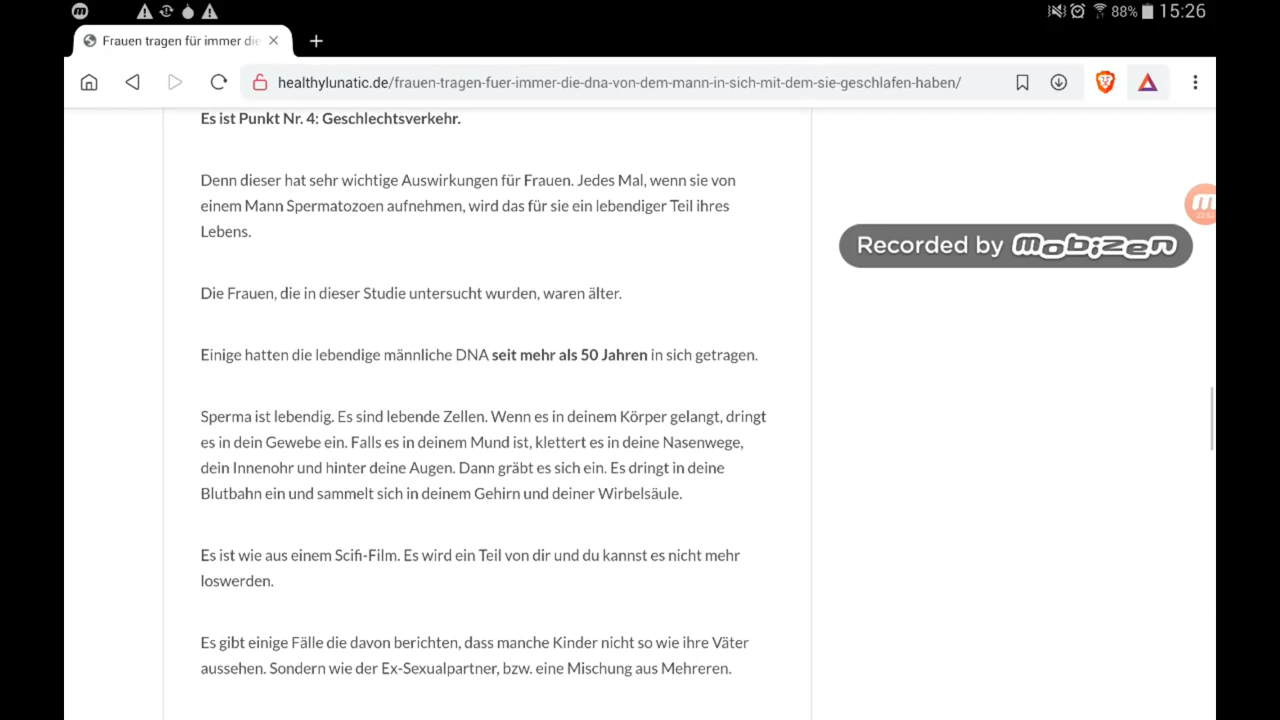 88% 15:26
Frauen tragen für immer die
healthylunatic.de/frauen-tragen-fuer-immer-die-dna-von-dem-mann-in-sich-mit-dem-sie-geschlafen-haben/
Es ist Punkt Nr. 4: Geschlechtsverkehr.
Denn dieser hat sehr wichtige Auswirkungen für Frauen. Jedes Mal, wenn sie von
einem Mann Spermatozoen aufnehmen, wird das für sie ein lebendiger Teil ihres
Lebens.
Recorded by mobizen
Die Frauen, die in dieser Studie untersucht wurden, waren älter.
Einige hatten die lebendige männliche DNA seit mehr als 50 Jahren in sich getragen.
Sperma ist lebendig. Es sind lebende Zellen. Wenn es in deinem Körper gelangt, dringt
es in dein Gewebe ein. Falls es in deinem Mund ist, klettert es in deine Nasenwege,
dein Innenohr und hinter deine Augen. Dann gräbt es sich ein. Es dringt in deine
Blutbahn ein und sammelt sich in deinem Gehirn und deiner Wirbelsäule.
Es ist wie aus einem Scifi-Film. Es wird ein Teil von dir und du kannst es nicht mehr
loswerden.
Es gibt einige Fälle die davon berichten, dass manche Kinder nicht so wie ihre Väter
aussehen. Sondern wie der Ex-Sexualpartner, bzw. eine Mischung aus Mehreren.